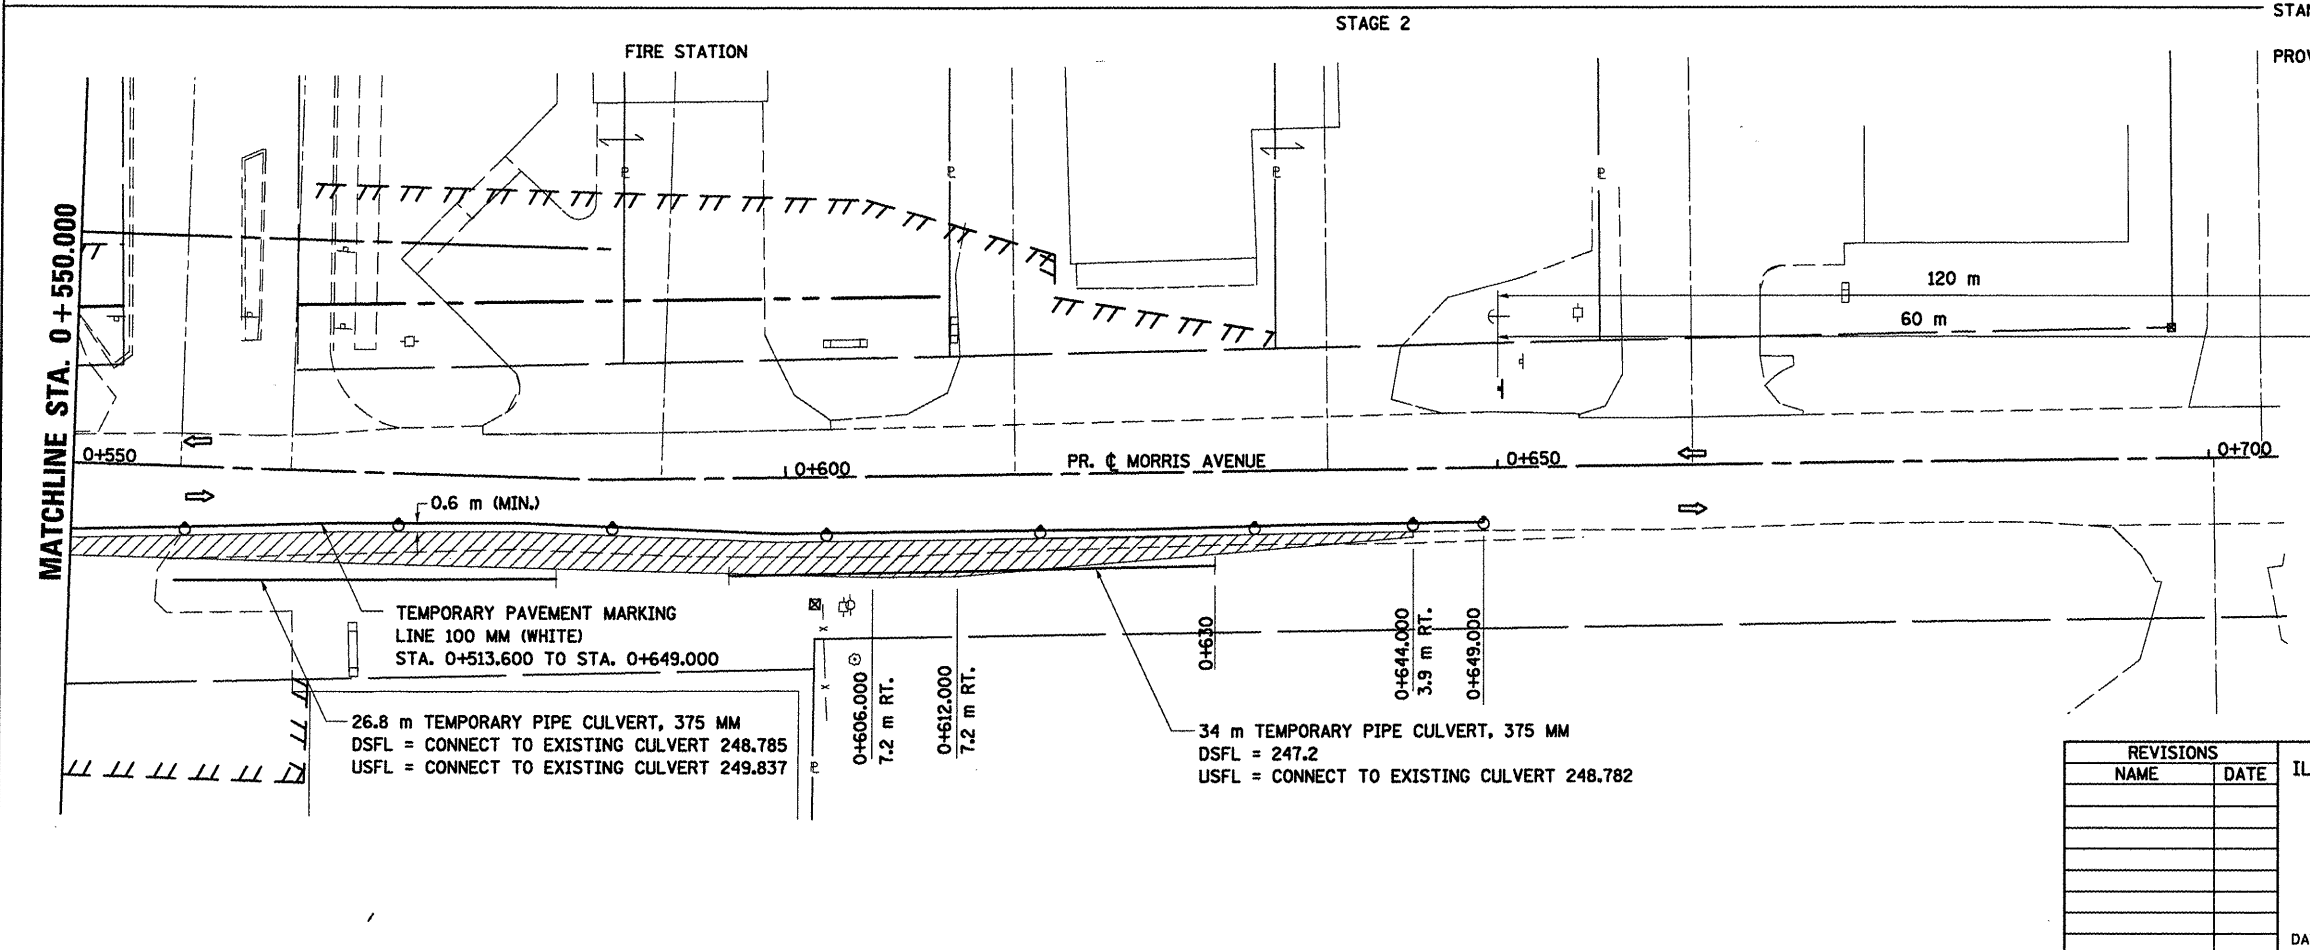 STAGE 2
FIRE STATION
MATCHLINE STA. 0+550.000
120 m
60 m
0+550
0+600
PR. ℄ MORRIS AVENUE
0+650
0+700
0.6 m (MIN.)
TEMPORARY PAVEMENT MARKING
LINE 100 MM (WHITE)
STA. 0+513.600 TO STA. 0+649.000
26.8 m TEMPORARY PIPE CULVERT, 375 MM
DSFL = CONNECT TO EXISTING CULVERT 248.785
USFL = CONNECT TO EXISTING CULVERT 249.837
0+606.000
7.2 m RT.
0+612.000
7.2 m RT.
0+630
0+644.000
3.9 m RT.
0+649.000
34 m TEMPORARY PIPE CULVERT, 375 MM
DSFL = 247.2
USFL = CONNECT TO EXISTING CULVERT 248.782
REVISIONS
NAME DATE